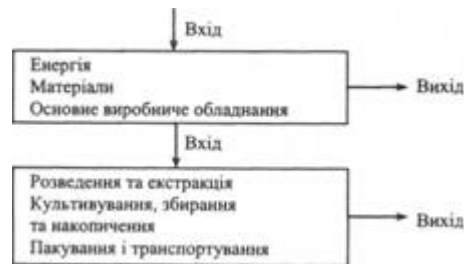 Вхід
Енергія
Матеріали
Основне виробниче обладнання
Вихід
Вхід
Розведення та екстракція
Культивування, збирання
та накопичення
Пакування і транспортування
Вихід